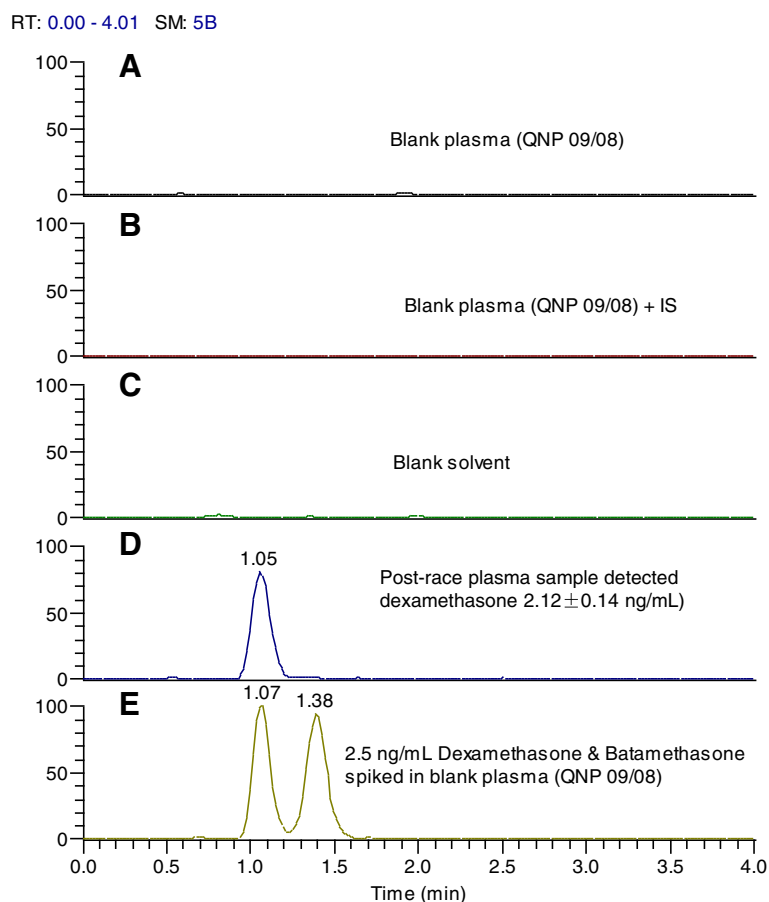 RT: 0.00 - 4.01 SM: 5B
A
100
50
0
Blank plasma (QNP 09/08)
B
100
50
0
Blank plasma (QNP 09/08) + IS
C
100
50
0
Blank solvent
D
100
50
0
1.05
Post-race plasma sample detected
dexamethasone 2.12±0.14 ng/mL)
E
100
50
0
1.07
1.38
2.5 ng/mL Dexamethasone & Batamethasone
spiked in blank plasma (QNP 09/08)
0.0 0.5 1.0 1.5 2.0 2.5 3.0 3.5 4.0
Time (min)